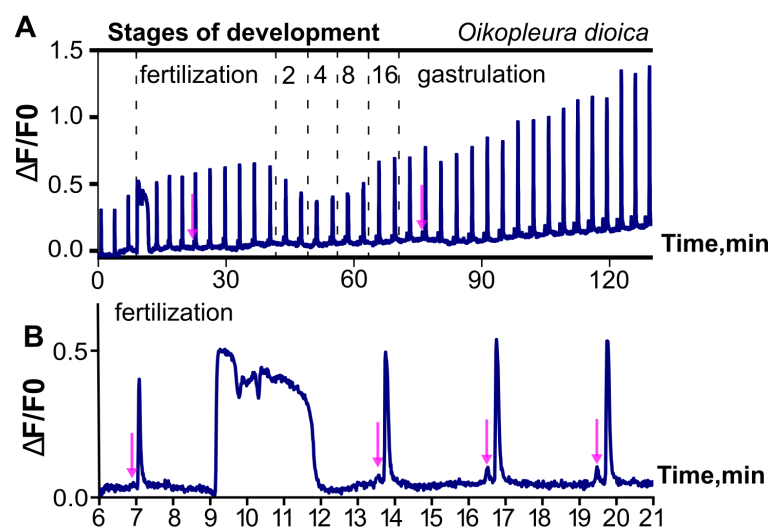 A Stages of development Oikopleura dioica
1.5
fertilization 2 4 8 16 gastrulation
1.0
ΔF/F0
0.5
0.0
Time,min
0 30 60 90 120
fertilization
B
0.5
ΔF/F0
Time,min
0.0
6 7 8 9 10 11 12 13 14 15 16 17 18 19 20 21